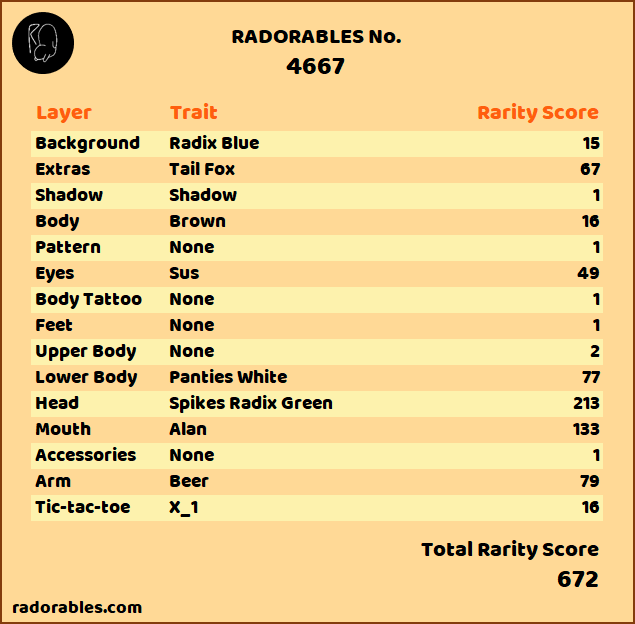 RADORABLES No.
4667
Layer Trait Rarity Score
Background Radix Blue 15
Extras Tail Fox 67
Shadow Shadow 1
Body Brown 16
Pattern None 1
Eyes Sus 49
Body Tattoo None 1
Feet None 1
Upper Body None 2
Lower Body Panties White 77
Head Spikes Radix Green 213
Mouth Alan 133
Accessories None 1
Arm Beer 79
Tic-tac-toe X_1 16
Total Rarity Score
672
radorables.com